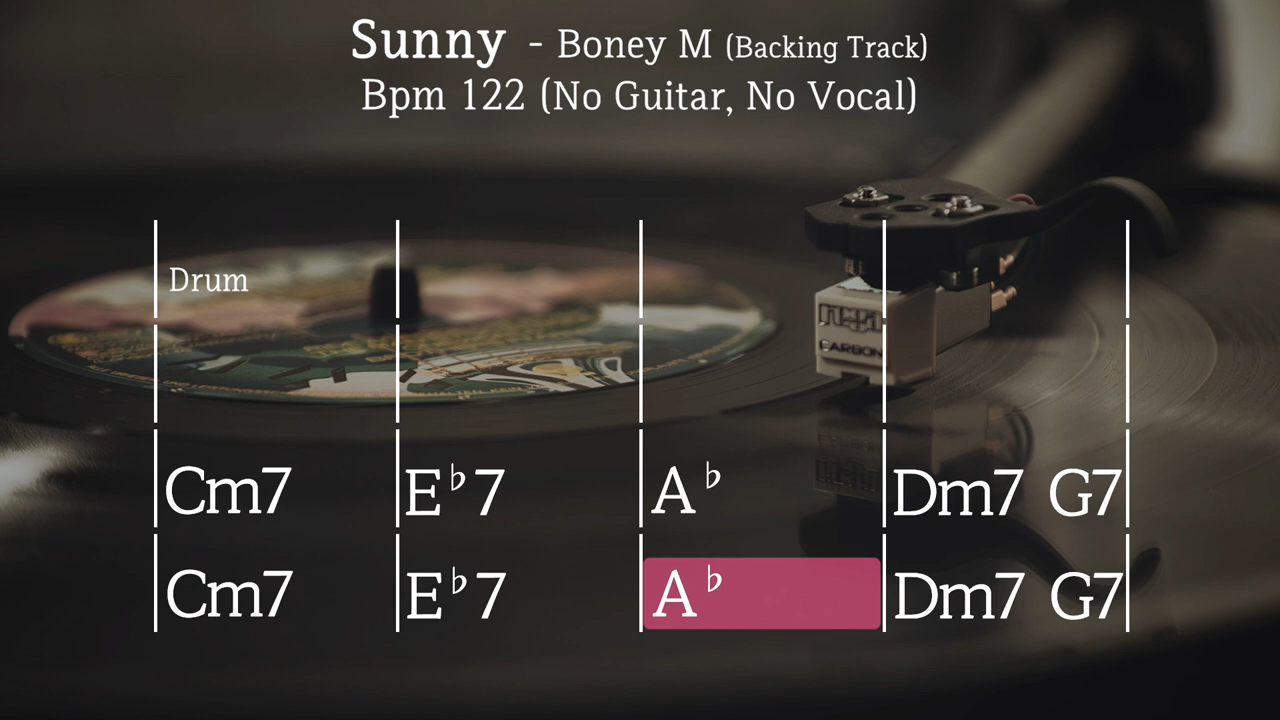 Sunny - Boney M (Backing Track)
Bpm 122 (No Guitar, No Vocal)
Drum
CARBON
Cm7 E♭7 A♭ Dm7 G7
Cm7 E♭7 A♭ Dm7 G7